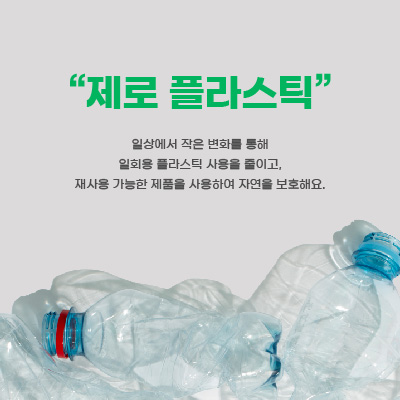 “제로 플라스틱”
일상에서 작은 변화를 통해
일회용 플라스틱 사용을 줄이고,
재사용 가능한 제품을 사용하여 자연을 보호해요.